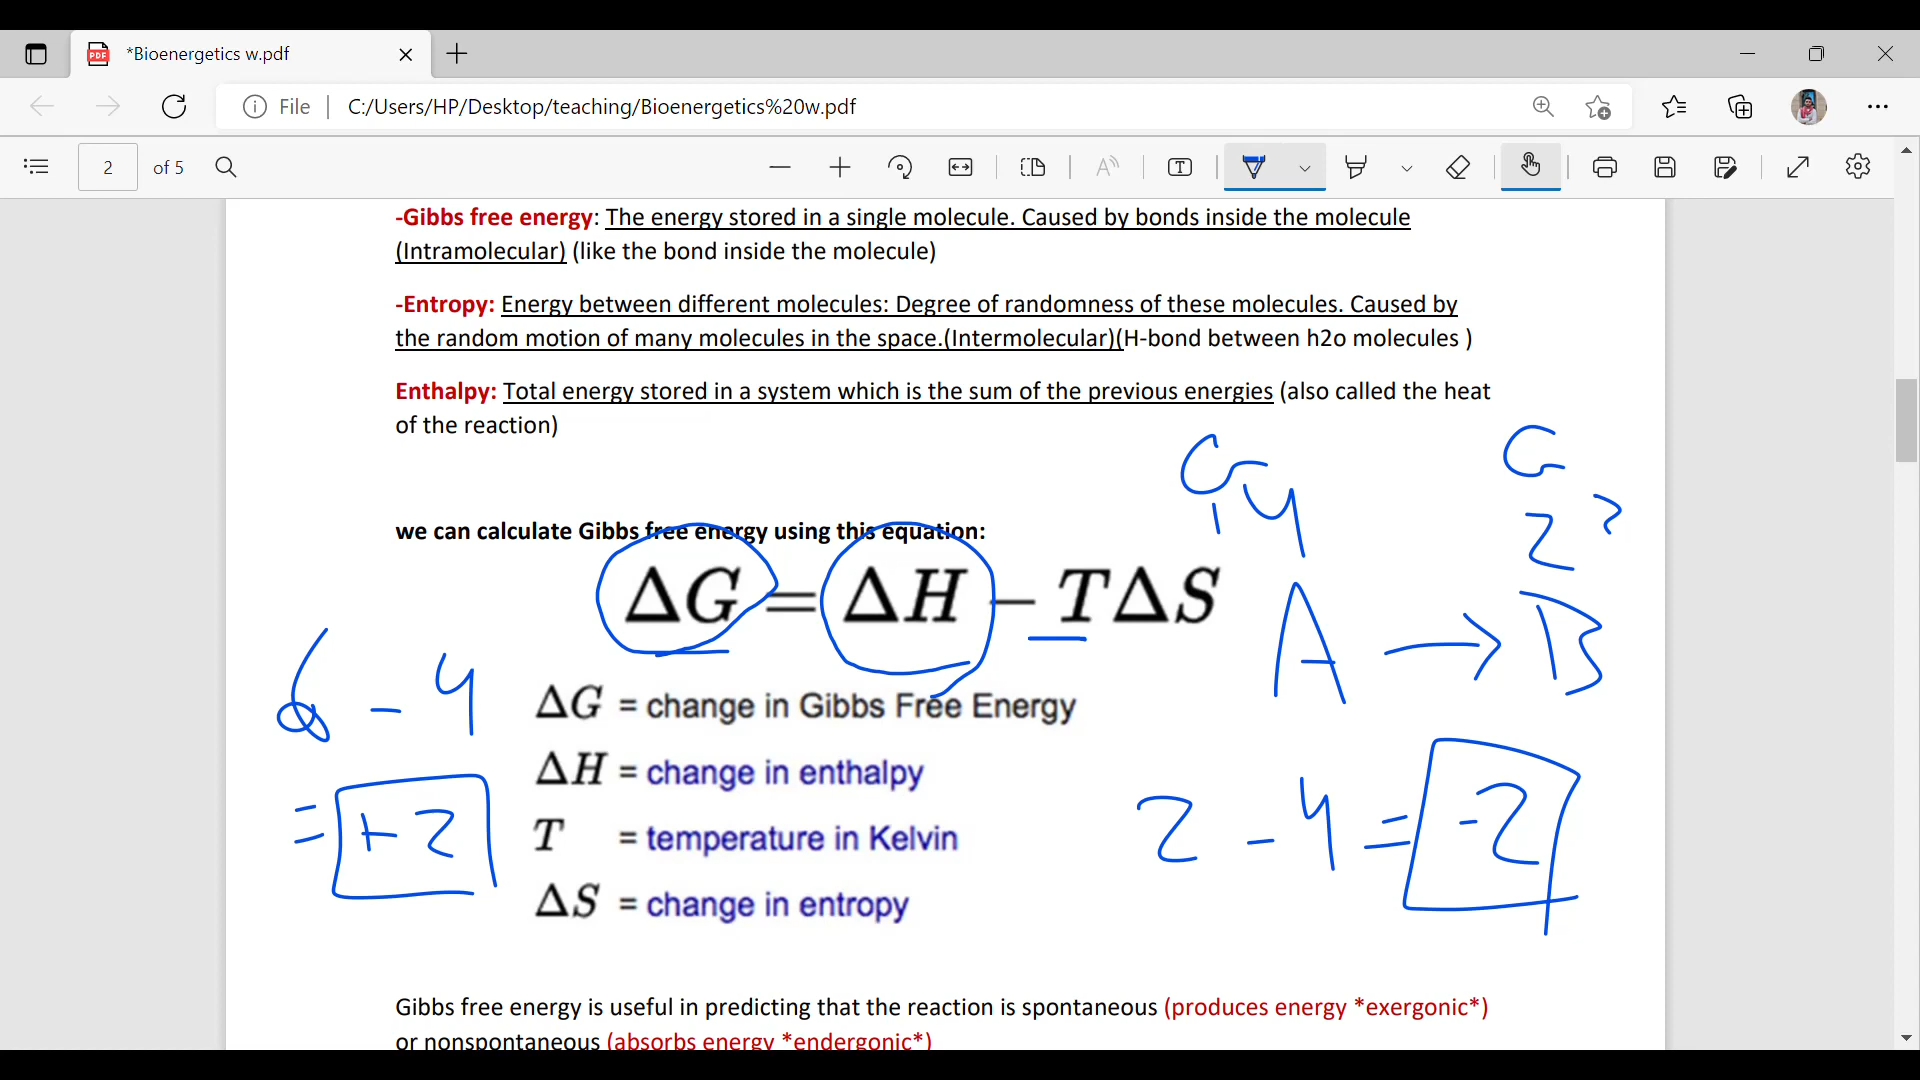 *Bioenergetics w.pdf
File | C:/Users/HP/Desktop/teaching/Bioenergetics%20w.pdf
2 of 5
-Gibbs free energy: The energy stored in a single molecule. Caused by bonds inside the molecule
(Intramolecular) (like the bond inside the molecule)
-Entropy: Energy between different molecules: Degree of randomness of these molecules. Caused by
the random motion of many molecules in the space.(Intermolecular)(H-bond between h2o molecules )
Enthalpy: Total energy stored in a system which is the sum of the previous energies (also called the heat
of the reaction)
G G
4 2 ?
we can calculate Gibbs free energy using this equation:
ΔG = ΔH − TΔS
A → B
6 - 4
= +2
2 - 4 = -2
ΔG = change in Gibbs Free Energy
ΔH = change in enthalpy
T = temperature in Kelvin
ΔS = change in entropy
Gibbs free energy is useful in predicting that the reaction is spontaneous (produces energy *exergonic*)
or nonspontaneous (absorbs energy *endergonic*)